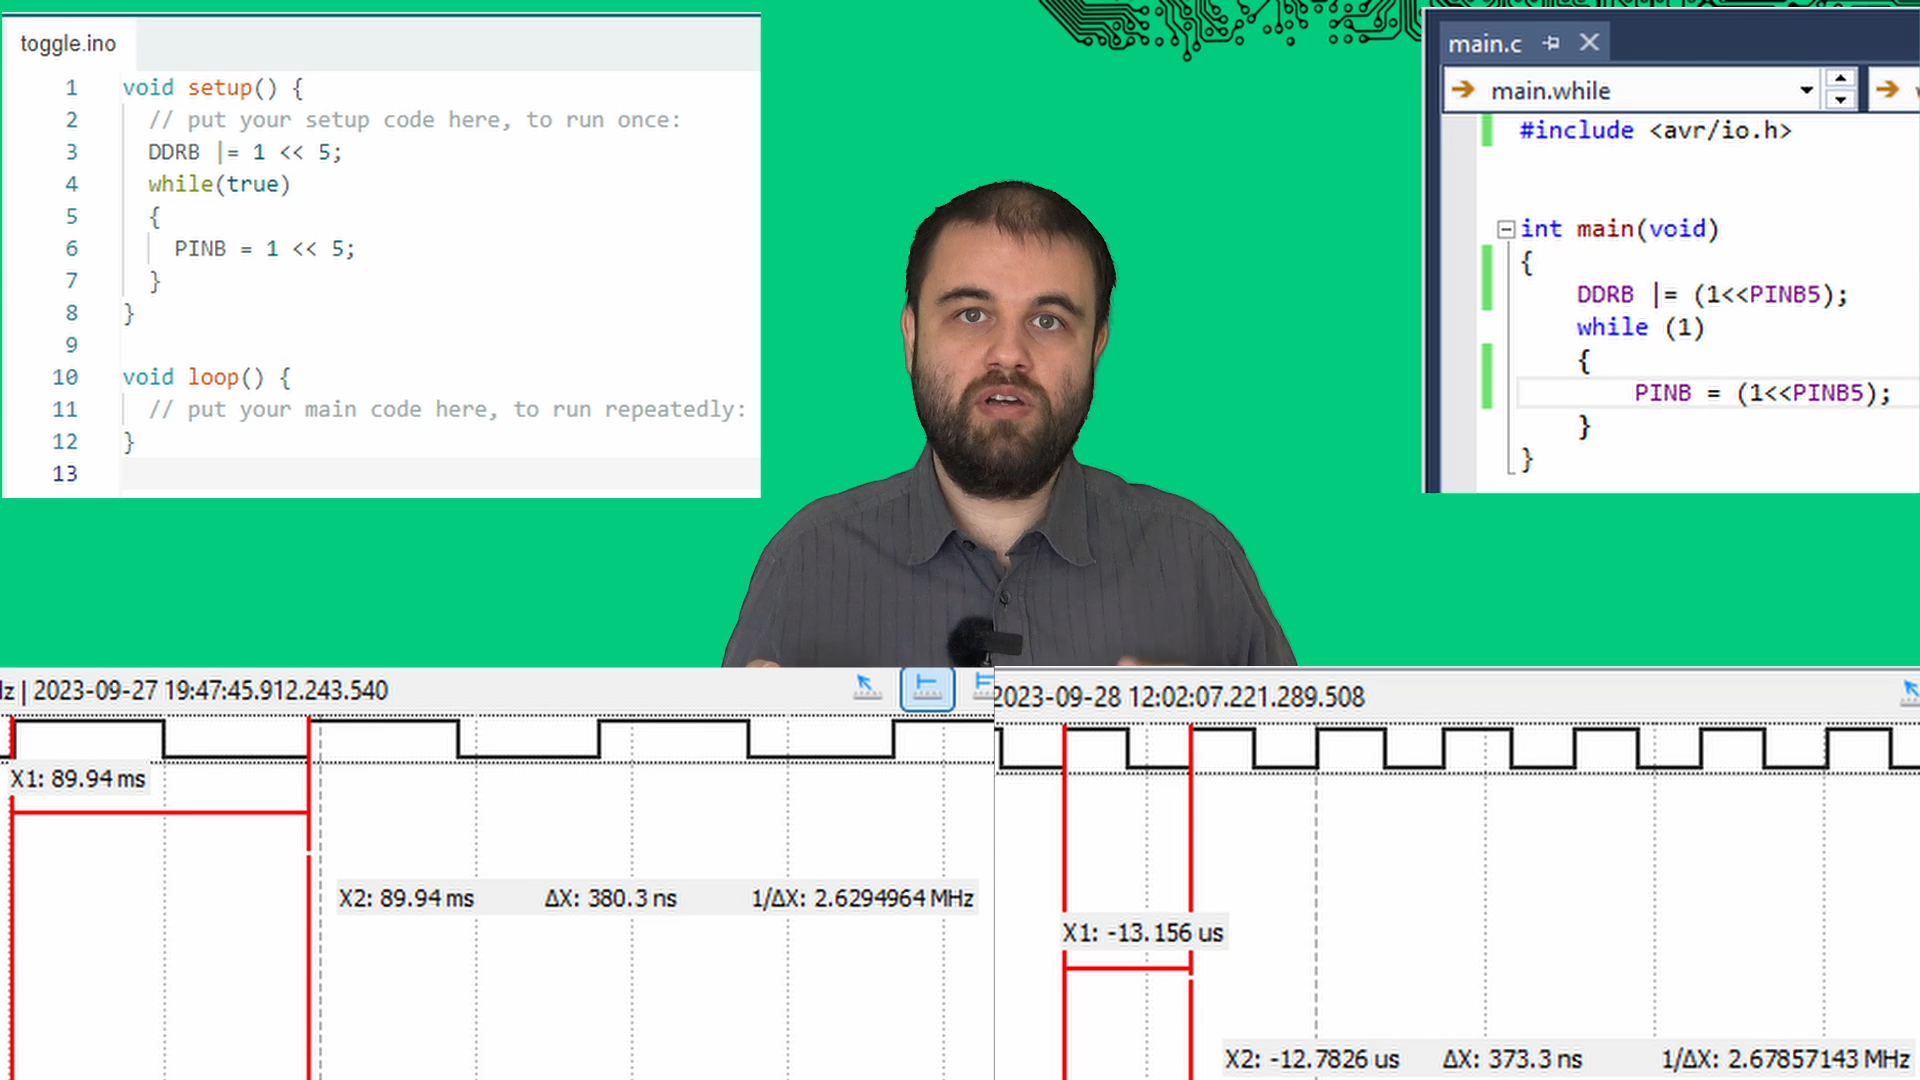 toggle.ino
1 void setup() {
2 // put your setup code here, to run once:
3 DDRB |= 1 << 5;
4 while(true)
5 {
6 PINB = 1 << 5;
7 }
8 }
9
10 void loop() {
11 // put your main code here, to run repeatedly:
12 }
13
main.c
main.while
#include <avr/io.h>
int main(void)
{
DDRB |= (1<<PINB5);
while (1)
{
PINB = (1<<PINB5);
}
}
z | 2023-09-27 19:47:45.912.243.540
X1: 89.94 ms
X2: 89.94 ms ΔX: 380.3 ns 1/ΔX: 2.6294964 MHz
2023-09-28 12:02:07.221.289.508
X1: -13.156 us
X2: -12.7826 us ΔX: 373.3 ns 1/ΔX: 2.67857143 MHz